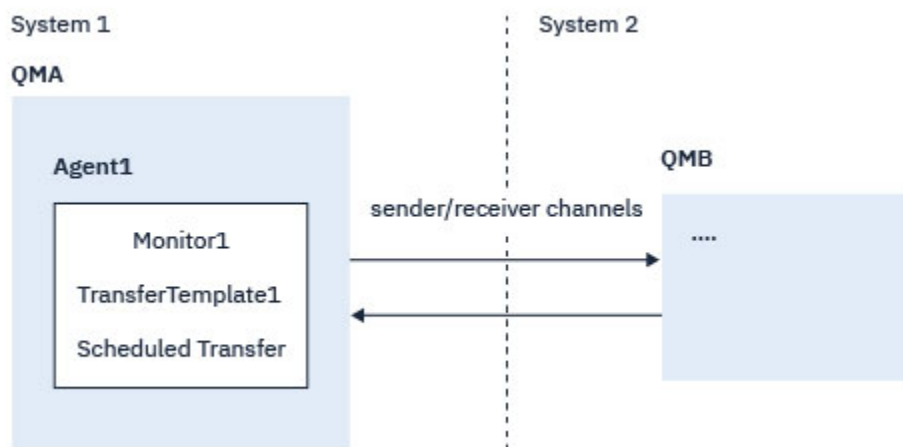 System 1
System 2
QMA
Agent1
QMB
sender/receiver channels
Monitor1
....
TransferTemplate1
Scheduled Transfer